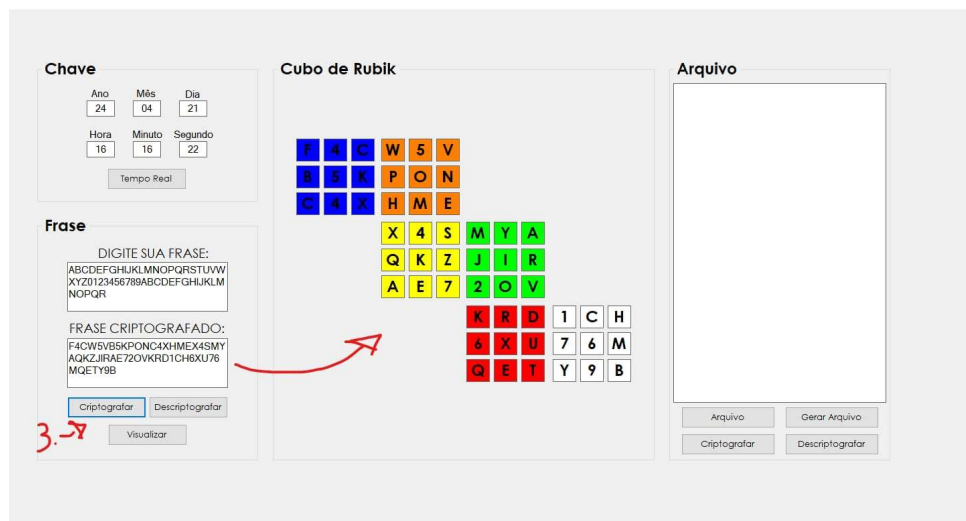 Chave
Cubo de Rubik
Arquivo
Ano Mês Dia
24 04 21
Hora Minuto Segundo
16 16 22
Tempo Real
F 4 C W 5 V
B 5 K P O N
C 4 X H M E
X 4 S M Y A
Q K Z J I R
A E 7 2 O V
K R D 1 C H
6 X U 7 6 M
Q E T Y 9 B
Frase
DIGITE SUA FRASE:
ABCDEFGHIJKLMNOPQRSTUVW
XYZ0123456789ABCDEFGHIJKLM
NOPQR
FRASE CRIPTOGRAFADO:
F4CW5VB5KPONC4XHMEX4SMY
AQKZJIRAE72OVKRD1CH6XU76
MQETY9B
Criptografar Descriptografar
3.
Visualizar
Arquivo Gerar Arquivo
Criptografar Descriptografar